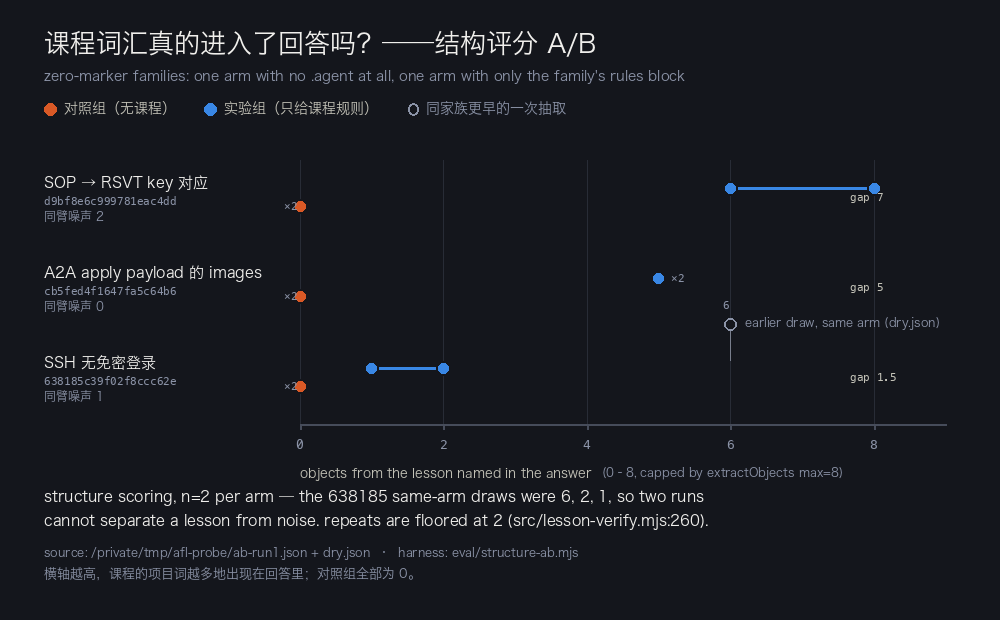 课程词汇真的进入了回答吗？——结构评分 A/B
zero-marker families: one arm with no .agent at all, one arm with only the family's rules block
对照组（无课程） 实验组（只给课程规则） 同家族更早的一次抽取
SOP → RSVT key 对应
d9bf8e6c999781eac4dd
同臂噪声 2
×2
gap 7
A2A apply payload 的 images
cb5fed4f1647fa5c64b6
同臂噪声 0
×2
×2
gap 5
6
earlier draw, same arm (dry.json)
SSH 无免密登录
638185c39f02f8ccc62e
同臂噪声 1
×2
gap 1.5
0 2 4 6 8
objects from the lesson named in the answer (0 - 8, capped by extractObjects max=8)
structure scoring, n=2 per arm — the 638185 same-arm draws were 6, 2, 1, so two runs
cannot separate a lesson from noise. repeats are floored at 2 (src/lesson-verify.mjs:260).
source: /private/tmp/afl-probe/ab-run1.json + dry.json · harness: eval/structure-ab.mjs
横轴越高，课程的项目词越多地出现在回答里；对照组全部为 0。